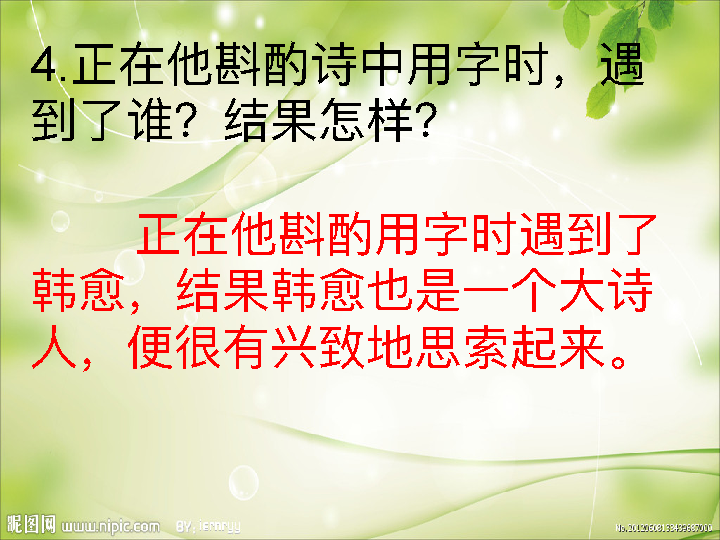 4.正在他斟酌诗中用字时，遇
到了谁？结果怎样？
正在他斟酌用字时遇到了
韩愈，结果韩愈也是一个大诗
人，便很有兴致地思索起来。
昵图网 www.nipic.com BY: